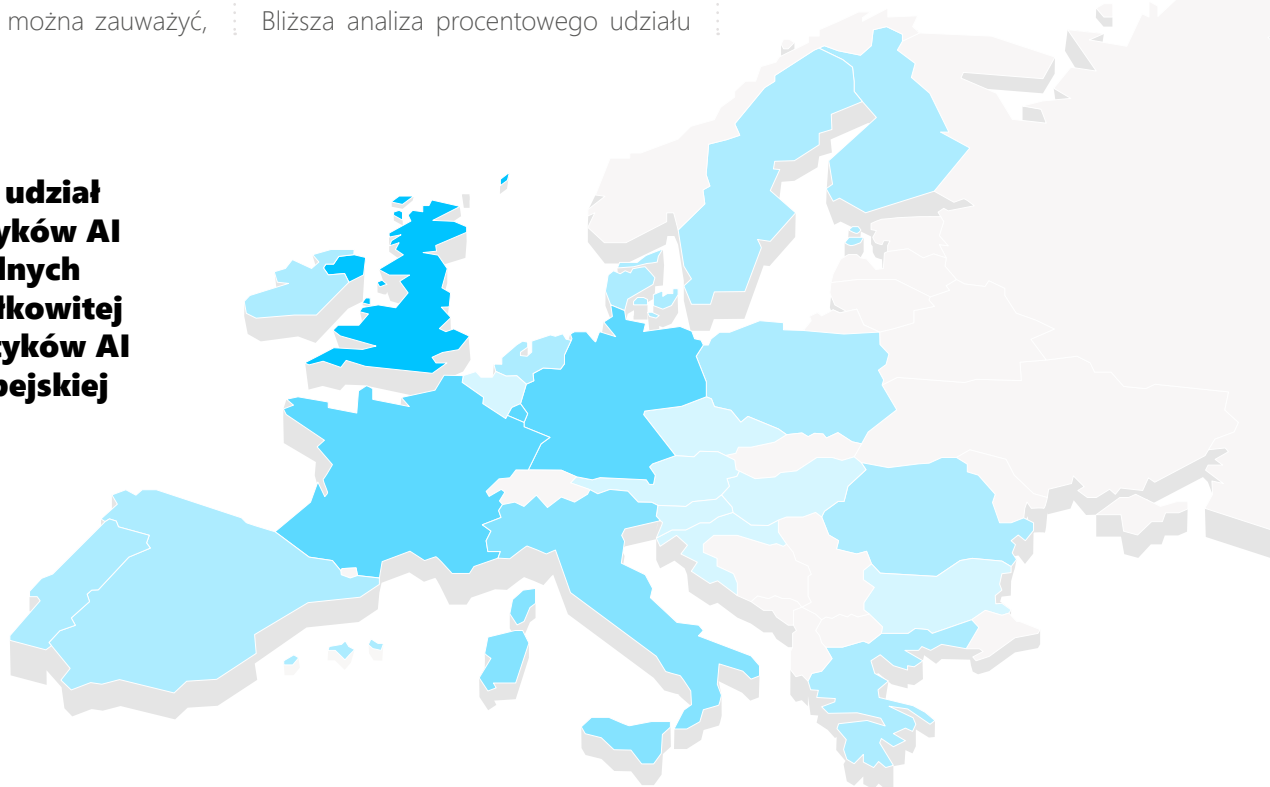 można zauważyć,
Bliższa analiza procentowego udziału
udział
yków AI
lnych
łkowitej
yków AI
pejskiej